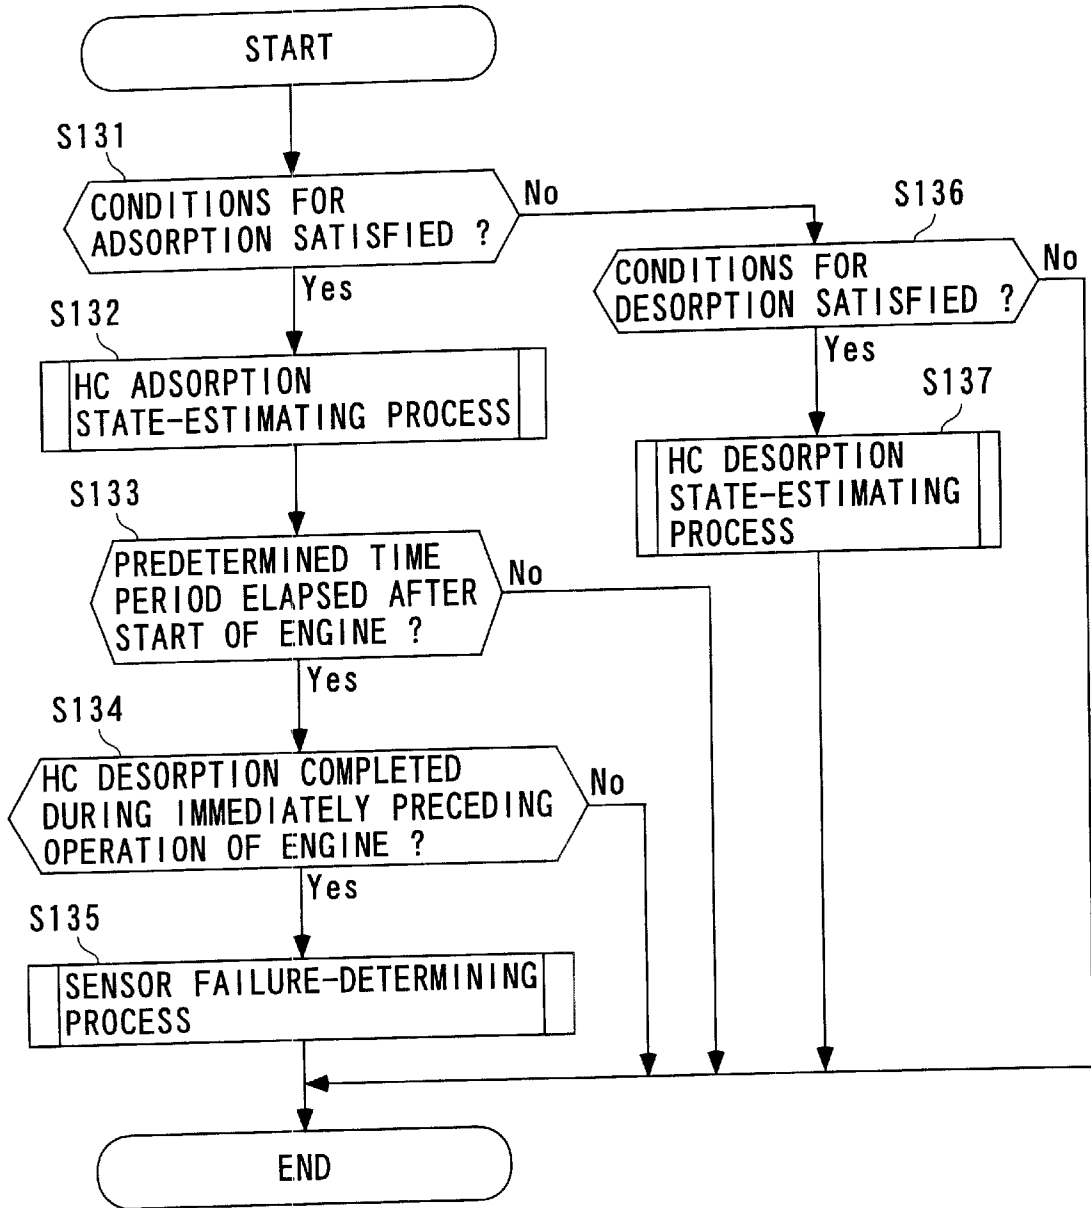 START
S131
CONDITIONS FOR
ADSORPTION SATISFIED ?
No
Yes
S136
CONDITIONS FOR
DESORPTION SATISFIED ?
No
Yes
S132
HC ADSORPTION
STATE-ESTIMATING PROCESS
S137
HC DESORPTION
STATE-ESTIMATING
PROCESS
S133
PREDETERMINED TIME
PERIOD ELAPSED AFTER
START OF ENGINE ?
No
Yes
S134
HC DESORPTION COMPLETED
DURING IMMEDIATELY PRECEDING
OPERATION OF ENGINE ?
No
Yes
S135
SENSOR FAILURE-DETERMINING
PROCESS
END